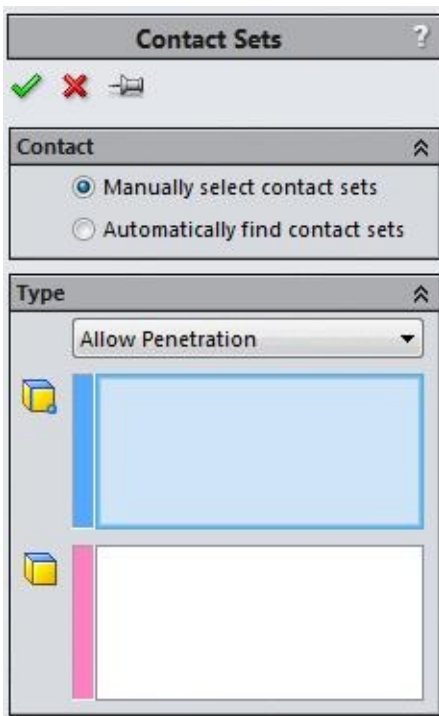 Contact Sets ?
Contact
Manually select contact sets
Automatically find contact sets
Type
Allow Penetration